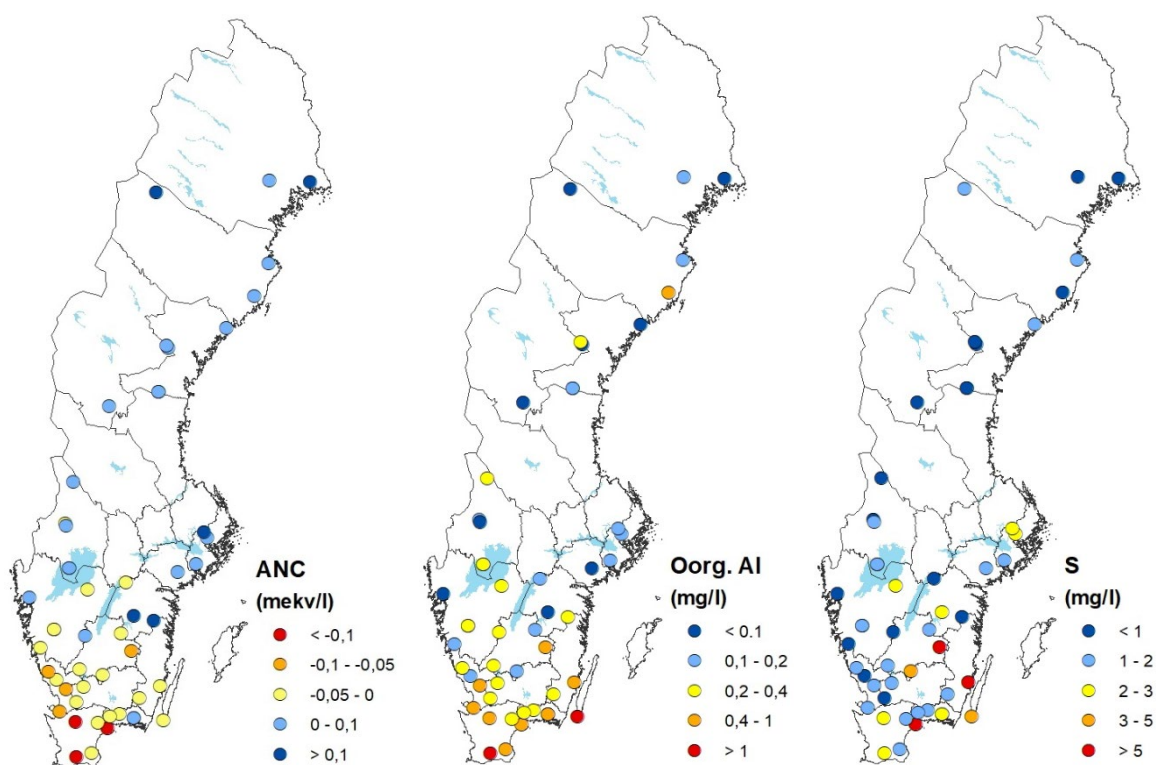 ANC
(mekv/l)
< -0,1
-0,1 - -0,05
-0,05 - 0
0 - 0,1
> 0,1
Oorg. Al
(mg/l)
< 0.1
0,1 - 0,2
0,2 - 0,4
0,4 - 1
> 1
S
(mg/l)
< 1
1 - 2
2 - 3
3 - 5
> 5